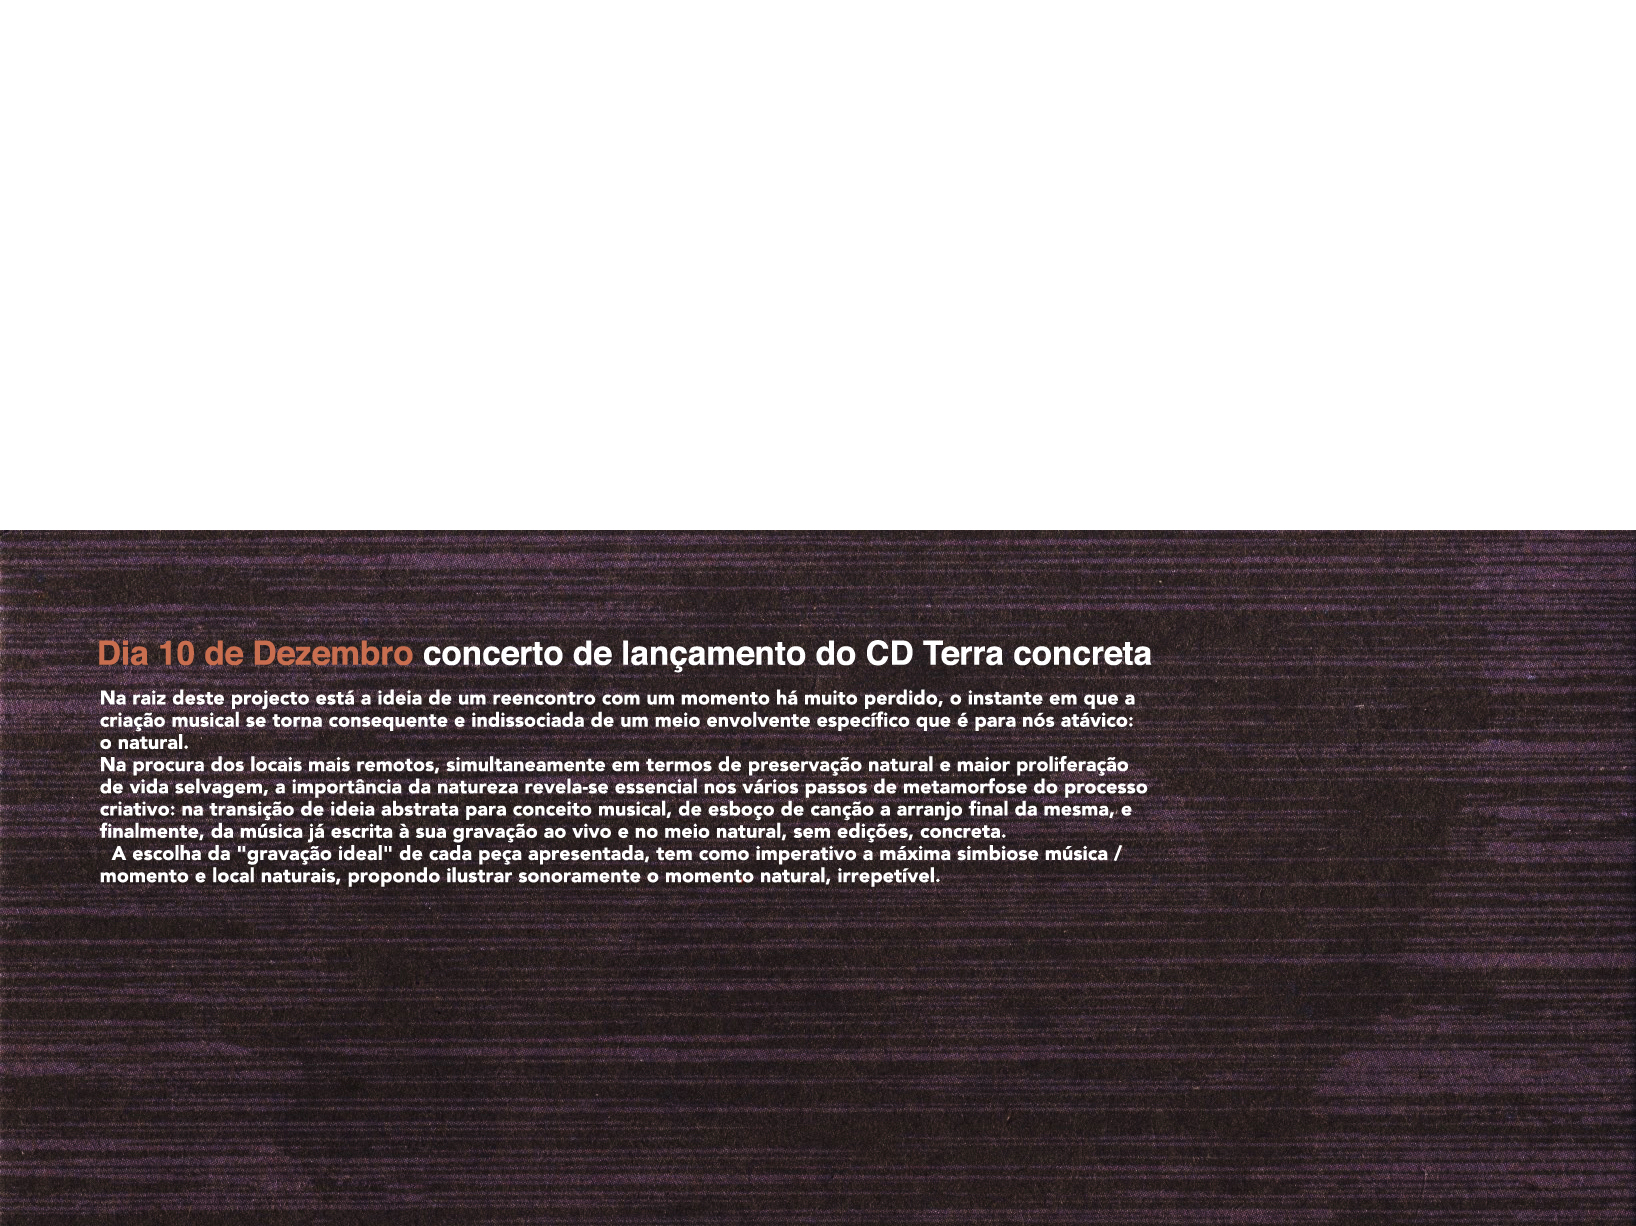 Dia 10 de Dezembro concerto de lançamento do CD Terra concreta
Na raiz deste projecto está a ideia de um reencontro com um momento há muito perdido, o instante em que a
criação musical se torna consequente e indissociada de um meio envolvente específico que é para nós atávico:
o natural.
Na procura dos locais mais remotos, simultaneamente em termos de preservação natural e maior proliferação
de vida selvagem, a importância da natureza revela-se essencial nos vários passos de metamorfose do processo
criativo: na transição de ideia abstrata para conceito musical, de esboço de canção a arranjo final da mesma, e
finalmente, da música já escrita à sua gravação ao vivo e no meio natural, sem edições, concreta.
A escolha da "gravação ideal" de cada peça apresentada, tem como imperativo a máxima simbiose música /
momento e local naturais, propondo ilustrar sonoramente o momento natural, irrepetível.